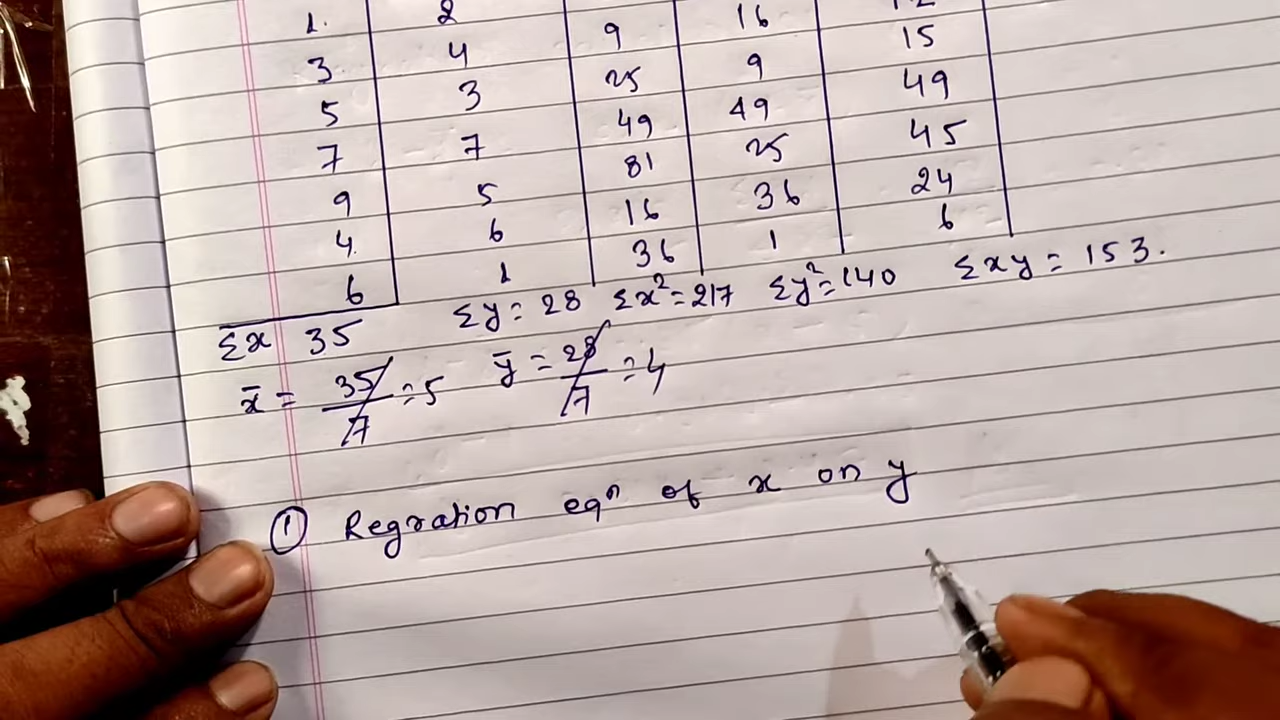 1. 2 16 12
3 4 9 9 15
5 3 25 49 49
7 7 49 25 45
9 5 81 36 24
4 6 16 1 6
6 1 36
Σx 35 Σy = 28 Σx² = 217 Σy² = 140 Σxy = 153.
x̄ = 35/7 = 5 ȳ = 28/7 = 4
① Regration eqⁿ of x on y